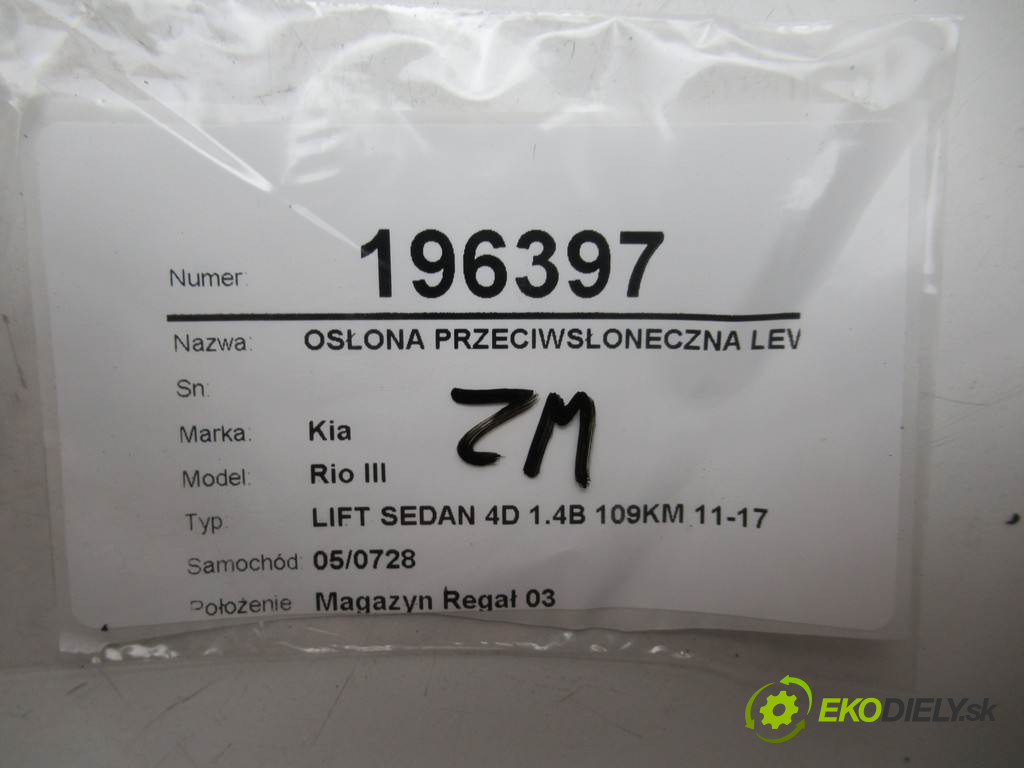 Numer: 196397
Nazwa: OSŁONA PRZECIWSŁONECZNA LEV
Sn:
ZM
Marka: Kia
Model: Rio III
Typ: LIFT SEDAN 4D 1.4B 109KM 11-17
Samochód: 05/0728
Położenie Magazyn Regał 03
EKODIELY.sk